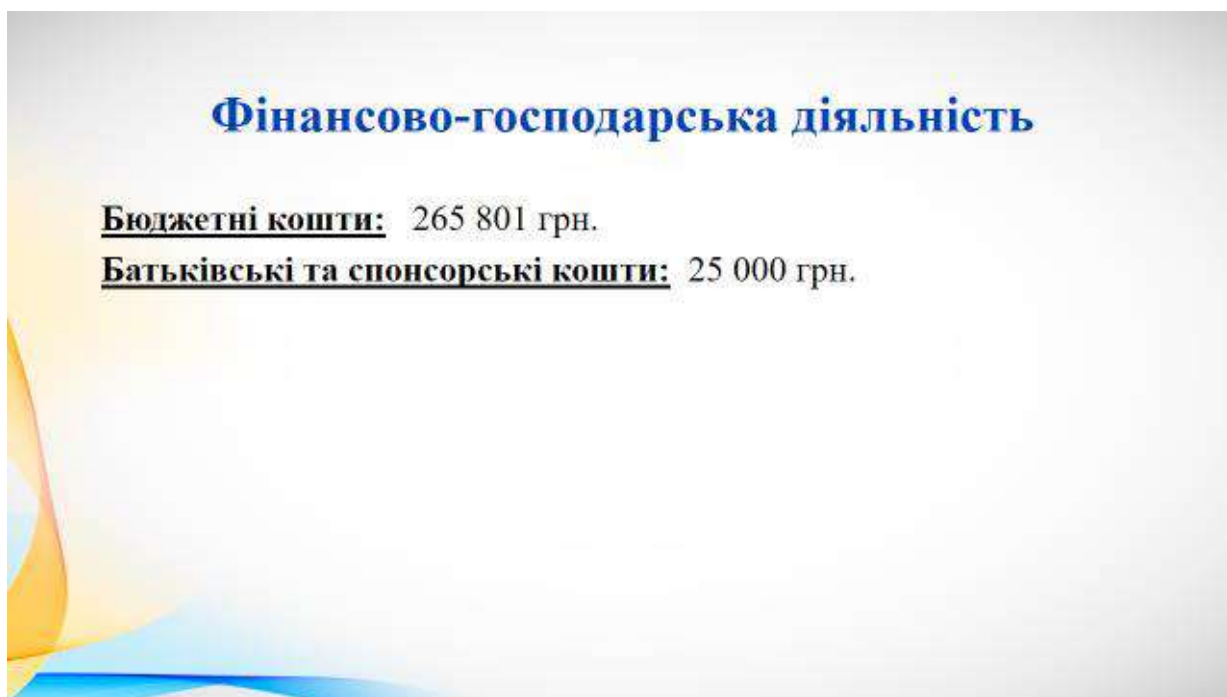 Фінансово-господарська діяльність
Бюджетні кошти: 265 801 грн.
Батьківські та спонсорські кошти: 25 000 грн.